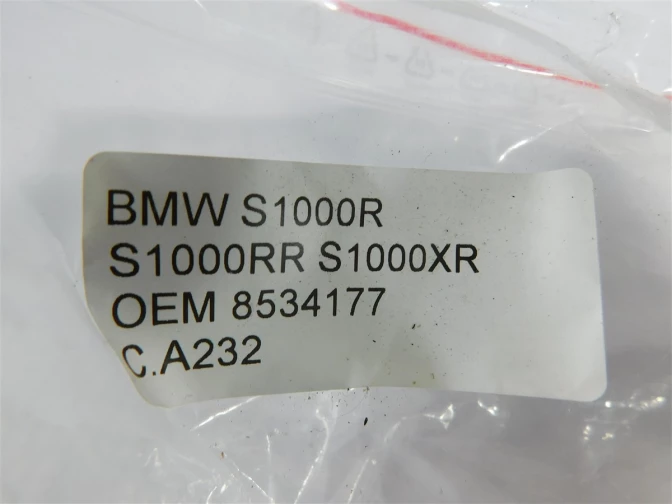 BMW S1000R
S1000RR S1000XR
OEM 8534177
C.A232